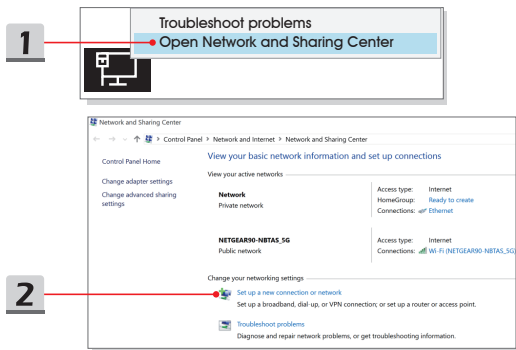 1
Troubleshoot problems
Open Network and Sharing Center
Network and Sharing Center
Control Panel > Network and Internet > Network and Sharing Center
Control Panel Home
Change adapter settings
Change advanced sharing
settings
View your basic network information and set up connections
View your active networks
Network
Private network
Access type: Internet
HomeGroup: Ready to create
Connections: Ethernet
NETGEAR90-NBTAS_5G
Public network
Access type: Internet
Connections: Wi-Fi (NETGEAR90-NBTAS_5G)
Change your networking settings
2
Set up a new connection or network
Set up a broadband, dial-up, or VPN connection; or set up a router or access point.
Troubleshoot problems
Diagnose and repair network problems, or get troubleshooting information.